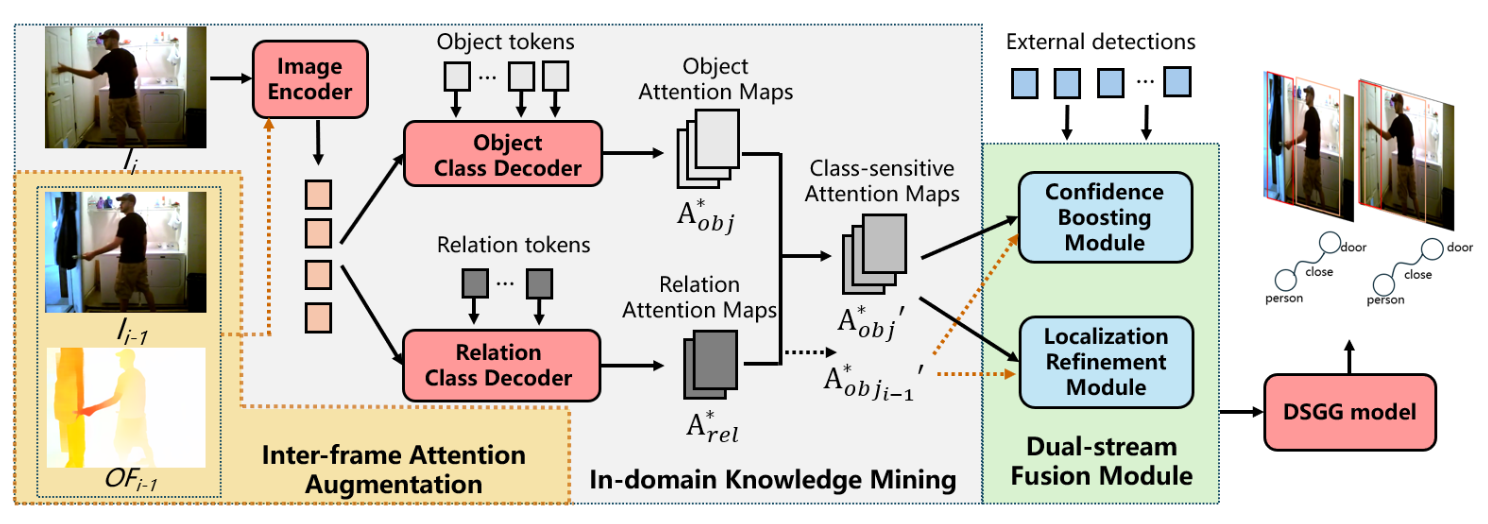 I_i
I_{i-1}
OF_{i-1}
Inter-frame Attention
Augmentation
Image
Encoder
Object tokens
...
Object
Class Decoder
Relation tokens
...
Relation
Class Decoder
Object
Attention Maps
A*_{obj}
Relation
Attention Maps
A*_{rel}
Class-sensitive
Attention Maps
A*_{obj}′
A*_{obj_{i-1}}′
In-domain Knowledge Mining
External detections
...
Confidence
Boosting
Module
Localization
Refinement
Module
Dual-stream
Fusion Module
door
close
person
door
close
person
DSGG model